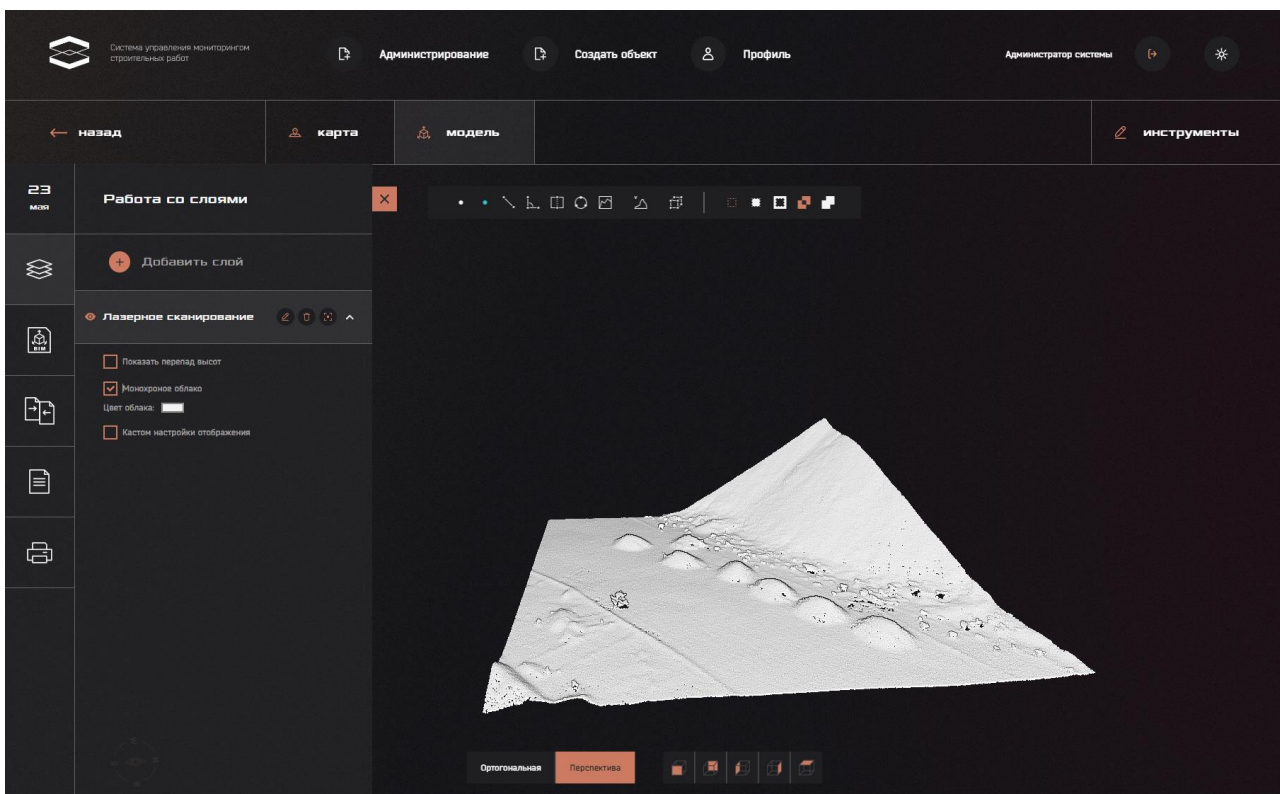 Система управления мониторингом
строительных работ
Администрирование
Создать объект
Профиль
Администратор системы
назад
карта
модель
инструменты
23
мая
Работа со слоями
Добавить слой
Лазерное сканирование
BIM
Показать перепад высот
Монохроное облако
Цвет облака:
Кастом настройки отображения
Ортогональная
Перспектива